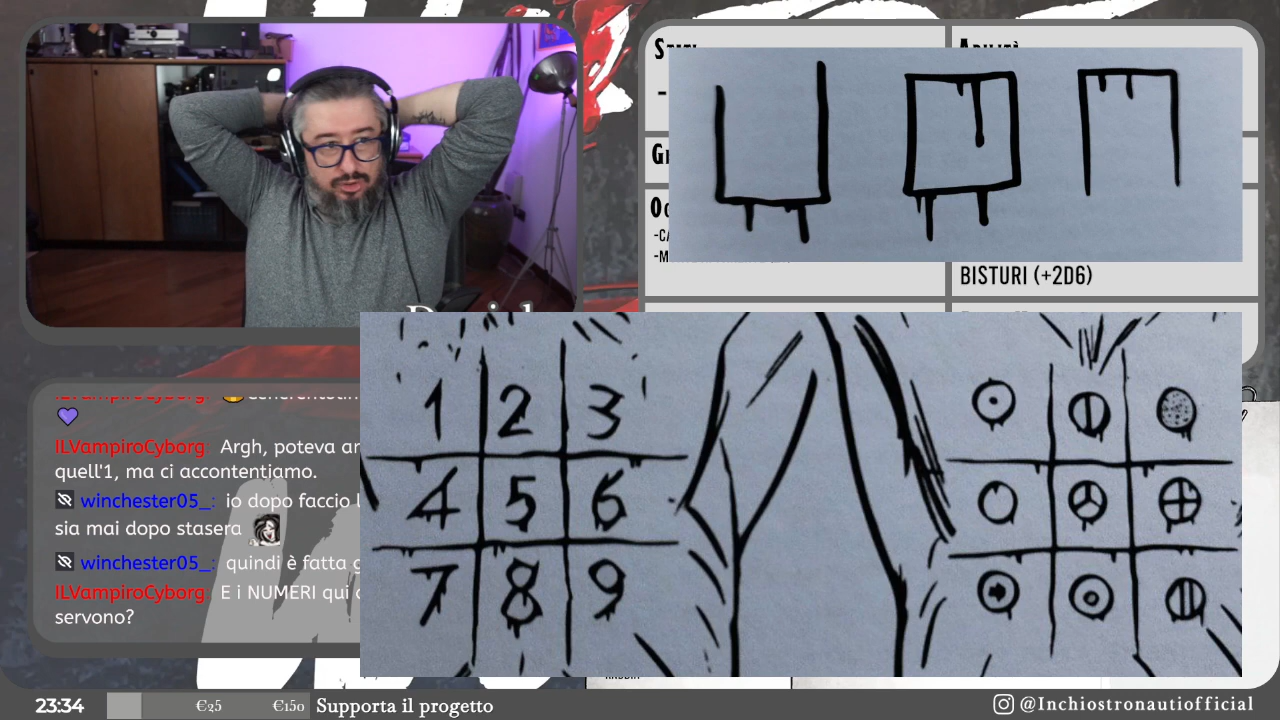 BISTURI (+2D6)
1 2 3
4 5 6
7 8 9
ILVampiroCyborg: Argh, poteva
quell'1, ma ci accontentiamo.
winchester05_: io dopo faccio
sia mai dopo stasera
winchester05_: quindi è fatta
ILVampiroCyborg: E i NUMERI qui
servono?
23:34 €25 €150 Supporta il progetto
@Inchiostronautiofficial